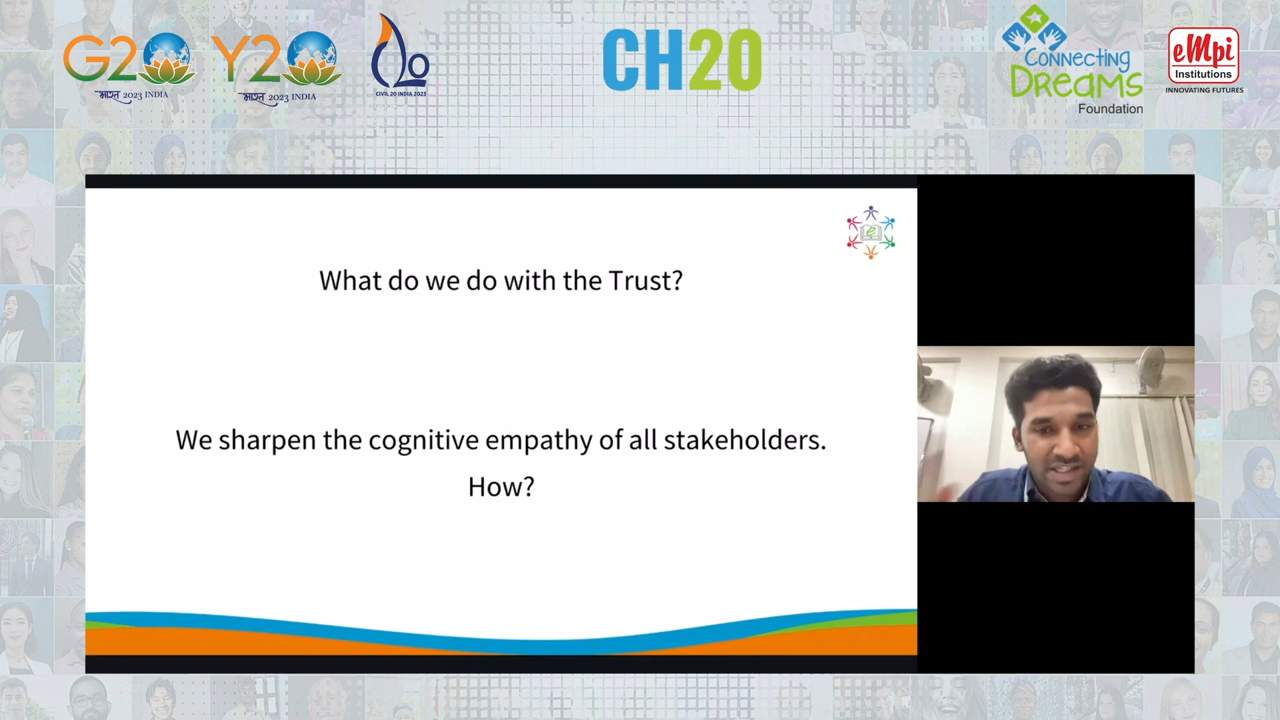 G20
भारत 2023 INDIA
Y20
भारत 2023 INDIA
CIVIL 20 INDIA 2023
CH20
CONNECTING
DREAMS
Foundation
eMpi
Institutions
INNOVATING FUTURES
What do we do with the Trust?
We sharpen the cognitive empathy of all stakeholders.
How?